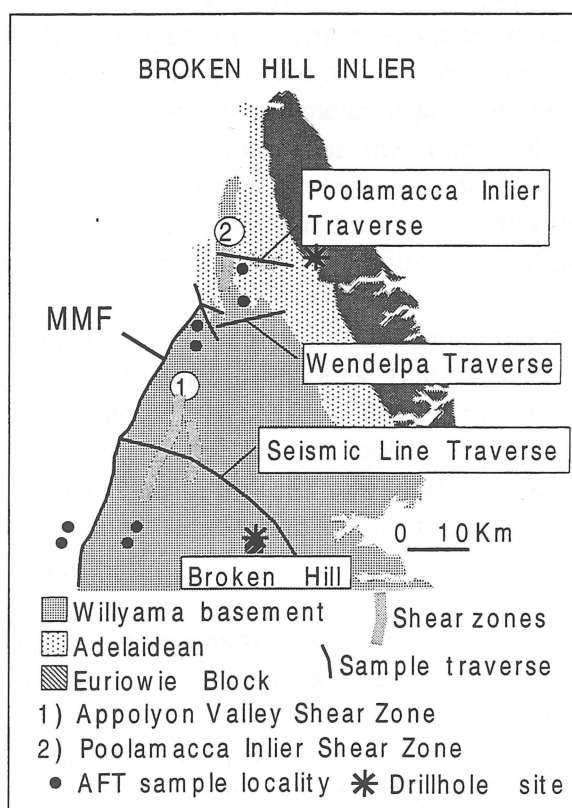 BROKEN HILL INLIER
Poolamacca Inlier
Traverse
2
MMF
Wendelpa Traverse
1
Seismic Line Traverse
0 10Km
Broken Hill
Willyama basement
Shear zones
Adelaidean
Sample traverse
Euriowie Block
1) Appolyon Valley Shear Zone
2) Poolamacca Inlier Shear Zone
AFT sample locality
Drillhole site